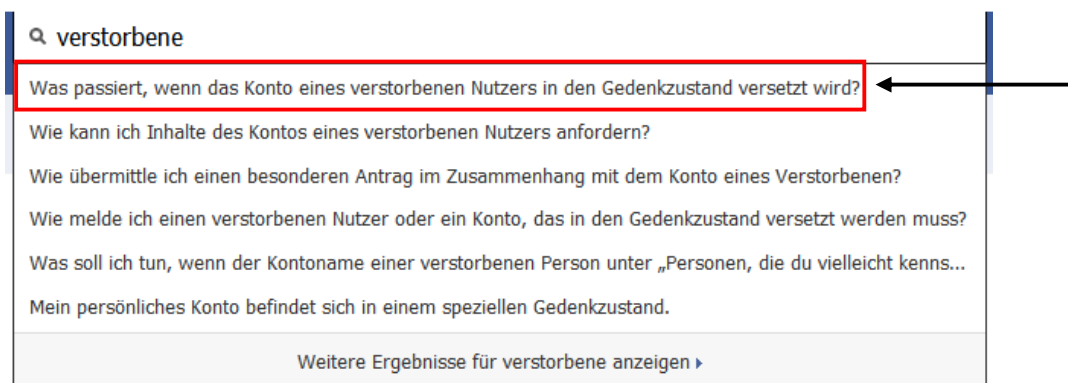 verstorbene
Was passiert, wenn das Konto eines verstorbenen Nutzers in den Gedenkzustand versetzt wird?
Wie kann ich Inhalte des Kontos eines verstorbenen Nutzers anfordern?
Wie übermittle ich einen besonderen Antrag im Zusammenhang mit dem Konto eines Verstorbenen?
Wie melde ich einen verstorbenen Nutzer oder ein Konto, das in den Gedenkzustand versetzt werden muss?
Was soll ich tun, wenn der Kontoname einer verstorbenen Person unter „Personen, die du vielleicht kenns...
Mein persönliches Konto befindet sich in einem speziellen Gedenkzustand.
Weitere Ergebnisse für verstorbene anzeigen